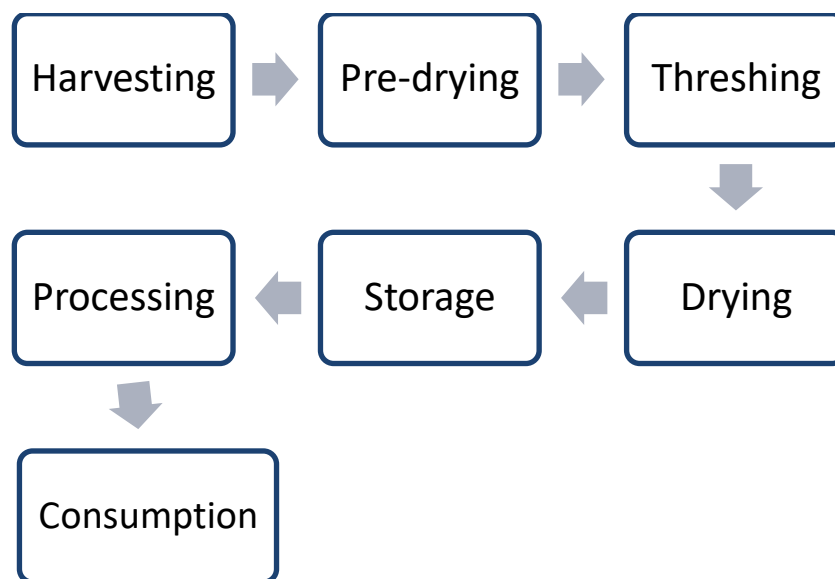 Harvesting
Pre-drying
Threshing
Drying
Storage
Processing
Consumption